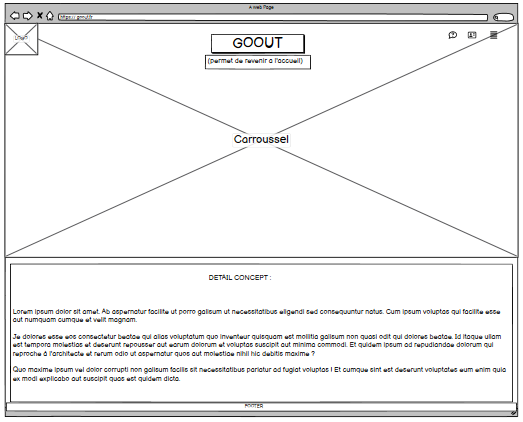 A Web Page
https://goout.fr
LOGO
GOOUT
(permet de revenir a l'accueil)
Carroussel
DETAIL CONCEPT :
Lorem ipsum dolor sit amet. Ab aspernatur facilis ut porro galisum ut necessitatibus eligendi sed consequuntur natus. Cum ipsum voluptas qui facilis esse
aut numquam cumque et velit magnam.
Je dolores esse eos consectetur beatae qui alias voluptatum quo inventeur quisquam est mollitia galisum non quasi odit qui dolores beatae. Id itaque ullam
est tempora molestias et deserunt repousser aut earum dolorum et voluptas suscipit aut minima commodi. Et quidem ipsum ad repudiandae dolorum qui
reproche à l'architecte et rerum odio ut aspernatur quos aut molestiae nihil hic debitis maxime ?
Quo maxime ipsum vel dolor corrupti non galisum facilis sit necessitatibus pariatur ad fugiat voluptas ! Et cumque sint est deserunt voluptates eum enim quia
ex modi explicabo aut suscipit quas est quidem dicta.
FOOTER